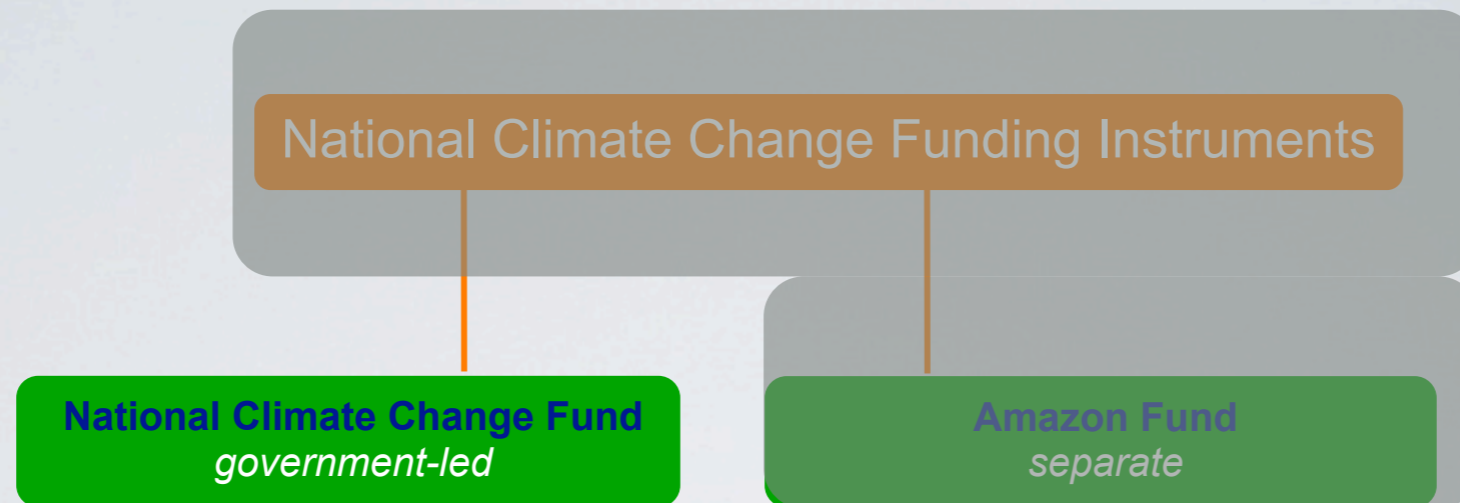 National Climate Change Funding Instruments
National Climate Change Fund
government-led
Amazon Fund
separate